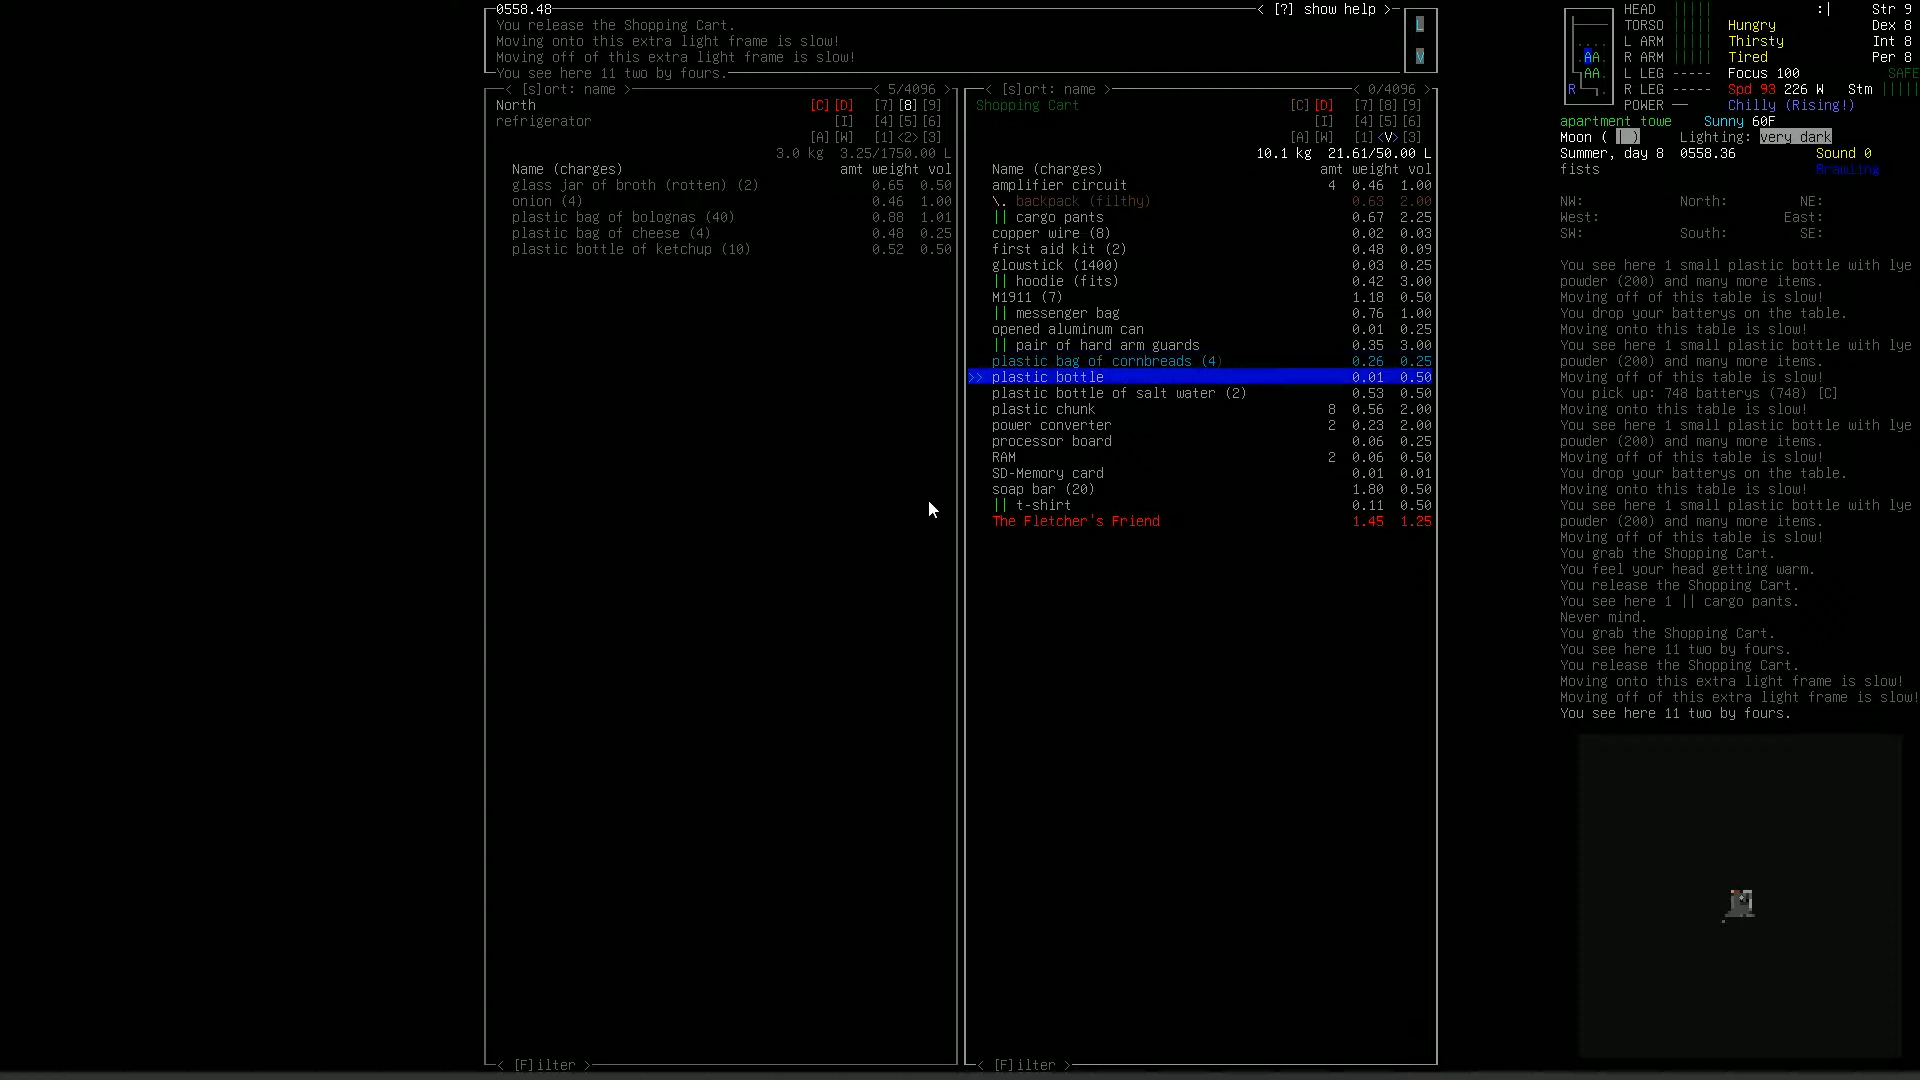 0558.48 < [?] show help >
You release the Shopping Cart. L
Moving onto this extra light frame is slow!
Moving off of this extra light frame is slow! V
You see here 11 two by fours.
< [s]ort: name > < 5/4096 >
North [C] [D] [7] [8] [9]
refrigerator [I] [4] [5] [6]
[A] [W] [1] <2> [3]
3.0 kg 3.25/1750.00 L
Name (charges) amt weight vol
glass jar of broth (rotten) (2) 0.65 0.50
onion (4) 0.46 1.00
plastic bag of bolognas (40) 0.88 1.01
plastic bag of cheese (4) 0.48 0.25
plastic bottle of ketchup (10) 0.52 0.50
< [F]ilter >
< [s]ort: name > < 0/4096 >
Shopping Cart [C] [D] [7] [8] [9]
[I] [4] [5] [6]
[A] [W] [1] <V> [3]
10.1 kg 21.61/50.00 L
Name (charges) amt weight vol
amplifier circuit 4 0.46 1.00
\. backpack (filthy) 0.63 2.00
|| cargo pants 0.67 2.25
copper wire (8) 0.02 0.03
first aid kit (2) 0.48 0.09
glowstick (1400) 0.03 0.25
|| hoodie (fits) 0.42 3.00
M1911 (7) 1.18 0.50
|| messenger bag 0.76 1.00
opened aluminum can 0.01 0.25
|| pair of hard arm guards 0.35 3.00
plastic bag of cornbreads (4) 0.26 0.25
>> plastic bottle 0.01 0.50
plastic bottle of salt water (2) 0.53 0.50
plastic chunk 8 0.56 2.00
power converter 2 0.23 2.00
processor board 0.06 0.25
RAM 2 0.06 0.50
SD-Memory card 0.01 0.01
soap bar (20) 1.80 0.50
|| t-shirt 0.11 0.50
The Fletcher's Friend 1.45 1.25
< [F]ilter >
HEAD ||||| :| Str 9
TORSO ||||| Hungry Dex 8
L ARM ||||| Thirsty Int 8
R ARM ||||| Tired Per 8
L LEG ----- Focus 100 SAFE
R LEG ----- Spd 93 226 W Stm |||||
POWER -- Chilly (Rising!)
apartment towe Sunny 60F
Moon ( | ) Lighting: very dark
Summer, day 8 0558.36 Sound 0
fists Brawling
NW: North: NE:
West: East:
SW: South: SE:
You see here 1 small plastic bottle with lye
powder (200) and many more items.
Moving off of this table is slow!
You drop your batterys on the table.
Moving onto this table is slow!
You see here 1 small plastic bottle with lye
powder (200) and many more items.
Moving off of this table is slow!
You pick up: 748 batterys (748) [C]
Moving onto this table is slow!
You see here 1 small plastic bottle with lye
powder (200) and many more items.
Moving off of this table is slow!
You drop your batterys on the table.
Moving onto this table is slow!
You see here 1 small plastic bottle with lye
powder (200) and many more items.
Moving off of this table is slow!
You grab the Shopping Cart.
You feel your head getting warm.
You release the Shopping Cart.
You see here 1 || cargo pants.
Never mind.
You grab the Shopping Cart.
You see here 11 two by fours.
You release the Shopping Cart.
Moving onto this extra light frame is slow!
Moving off of this extra light frame is slow!
You see here 11 two by fours.